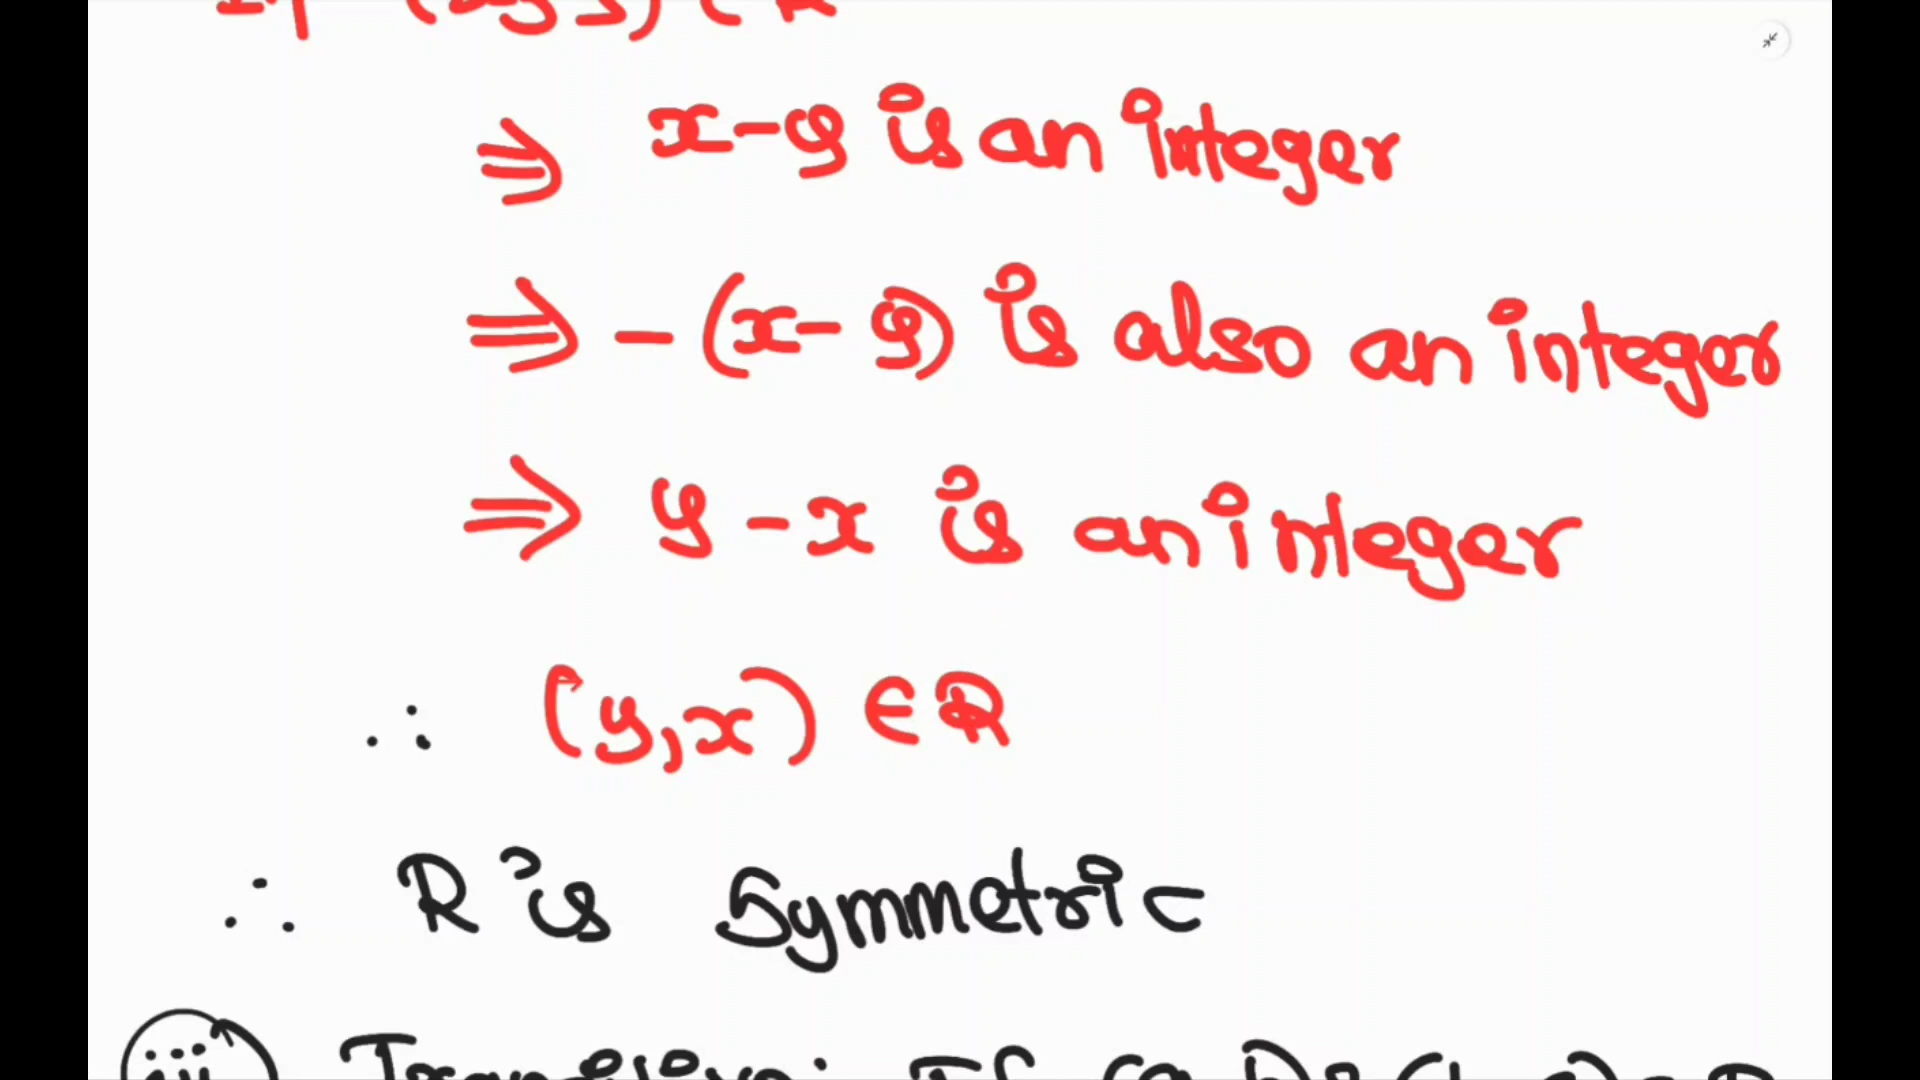 ⇒ x-y is an integer
⇒ -(x-y) is also an integer
⇒ y-x is an integer
∴ (y,x) ∈ R
∴ R is Symmetric